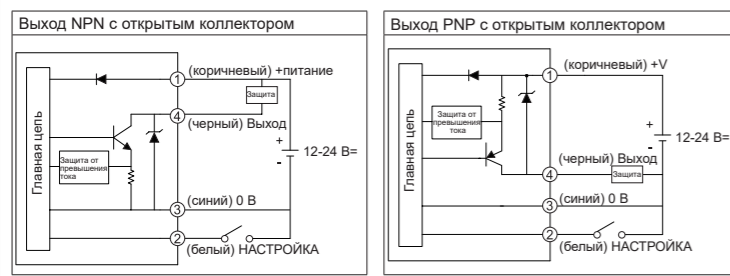 Выход NPN с открытым коллектором
Главная цепь
Защита от
превышения
тока
1
(коричневый) +питание
Защита
4
(черный) Выход
+
12-24 В=
-
3
(синий) 0 В
2
(белый) НАСТРОЙКА
Выход PNP с открытым коллектором
Главная цепь
Защита от
превышения
тока
1
(коричневый) +V
+
12-24 В=
-
(черный) Выход
4
Защита
3
(синий) 0 В
2
(белый) НАСТРОЙКА